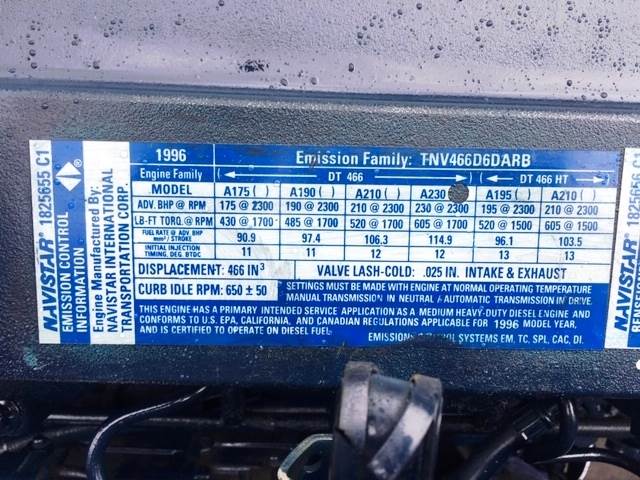 NAVISTAR® 1825655 C1
EMISSION CONTROL
INFORMATION
Engine Manufactured By:
NAVISTAR INTERNATIONAL
TRANSPORTATION CORP.
1996 Emission Family: TNV466D6DARB
Engine Family DT 466 DT 466 HT
MODEL A175 ( ) A190 ( ) A210 ( ) A230 A195 ( ) A210 ( )
ADV. BHP @ RPM 175 @ 2300 190 @ 2300 210 @ 2300 230 @ 2300 195 @ 2300 210 @ 2300
LB-FT TORQ. @ RPM 430 @ 1700 485 @ 1700 520 @ 1700 605 @ 1700 520 @ 1500 605 @ 1500
FUEL RATE @ ADV. BHP
mm³/ STROKE 90.9 97.4 106.3 114.9 96.1 103.5
INITIAL INJECTION
TIMING, DEG. BTDC 11 11 12 12 13 13
DISPLACEMENT: 466 IN³ VALVE LASH-COLD: .025 IN. INTAKE & EXHAUST
CURB IDLE RPM: 650 ± 50 SETTINGS MUST BE MADE WITH ENGINE AT NORMAL OPERATING TEMPERATURE
MANUAL TRANSMISSION IN NEUTRAL / AUTOMATIC TRANSMISSION IN DRIVE.
THIS ENGINE HAS A PRIMARY INTENDED SERVICE APPLICATION AS A MEDIUM HEAVY-DUTY DIESEL ENGINE AND
CONFORMS TO U.S. EPA, CALIFORNIA, AND CANADIAN REGULATIONS APPLICABLE FOR 1996 MODEL YEAR,
AND IS CERTIFIED TO OPERATE ON DIESEL FUEL.
SYSTEMS EM, TC, SPL, CAC, DI.
NAVISTAR®